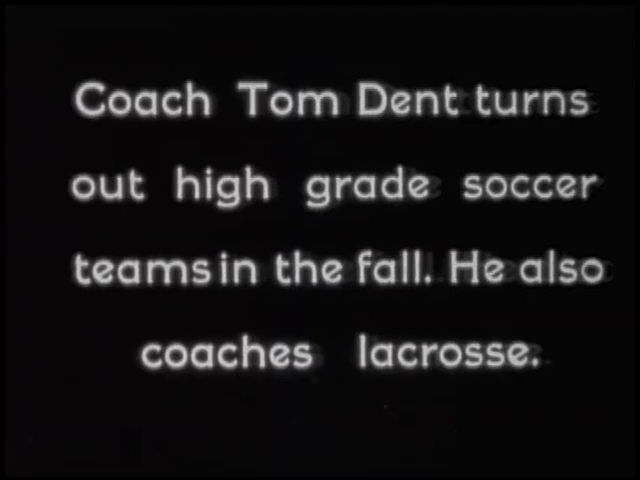 Coach Tom Dent turns
out high grade soccer
teams in the fall. He also
coaches lacrosse.